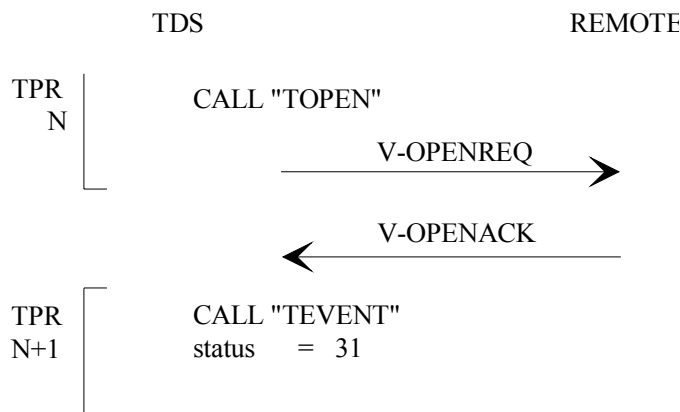 TDS REMOTE
TPR CALL "TOPEN"
N
V-OPENREQ
V-OPENACK
TPR CALL "TEVENT"
N+1 status = 31